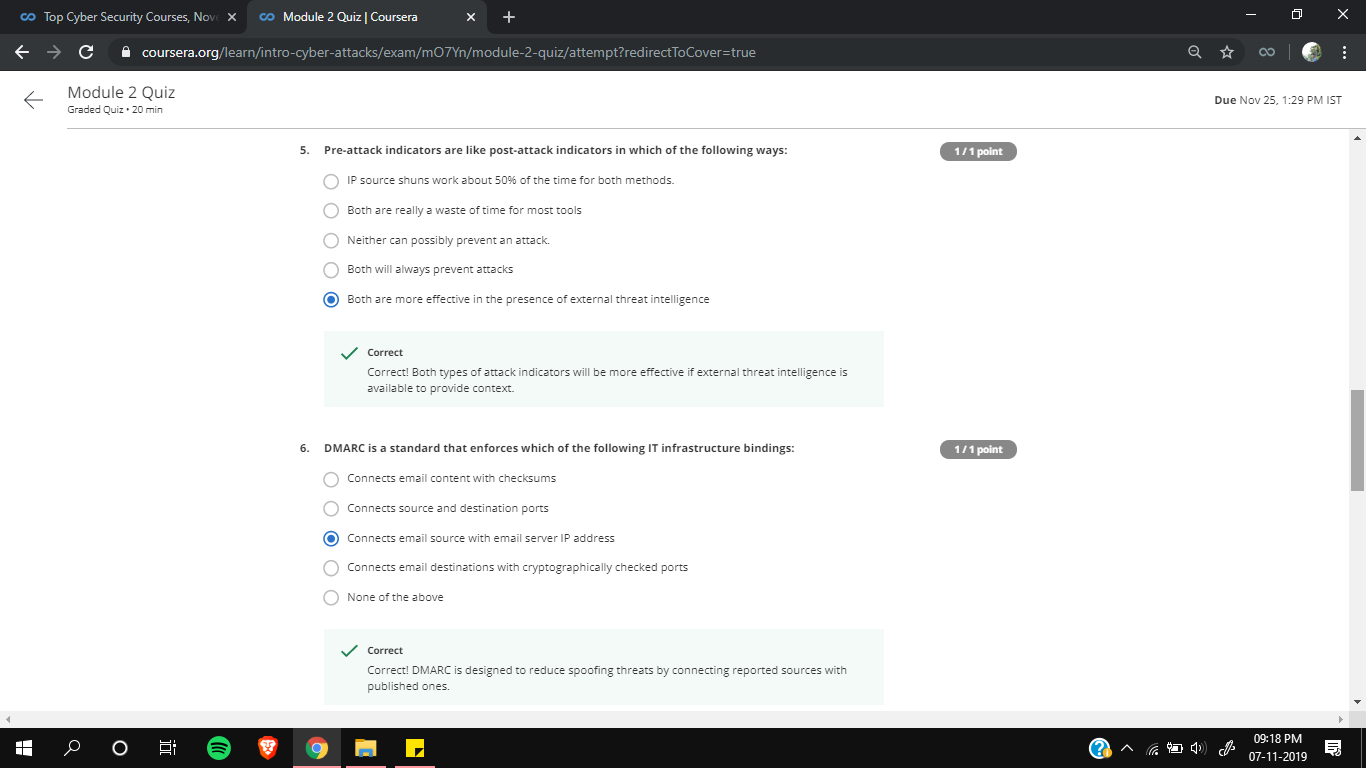 Top Cyber Security Courses, Nov
Module 2 Quiz | Coursera
coursera.org/learn/intro-cyber-attacks/exam/mO7Yn/module-2-quiz/attempt?redirectToCover=true
Module 2 Quiz
Graded Quiz • 20 min
Due Nov 25, 1:29 PM IST
5. Pre-attack indicators are like post-attack indicators in which of the following ways:
1 / 1 point
IP source shuns work about 50% of the time for both methods.
Both are really a waste of time for most tools
Neither can possibly prevent an attack.
Both will always prevent attacks
Both are more effective in the presence of external threat intelligence
Correct
Correct! Both types of attack indicators will be more effective if external threat intelligence is
available to provide context.
6. DMARC is a standard that enforces which of the following IT infrastructure bindings:
1 / 1 point
Connects email content with checksums
Connects source and destination ports
Connects email source with email server IP address
Connects email destinations with cryptographically checked ports
None of the above
Correct
Correct! DMARC is designed to reduce spoofing threats by connecting reported sources with
published ones.
09:18 PM
07-11-2019